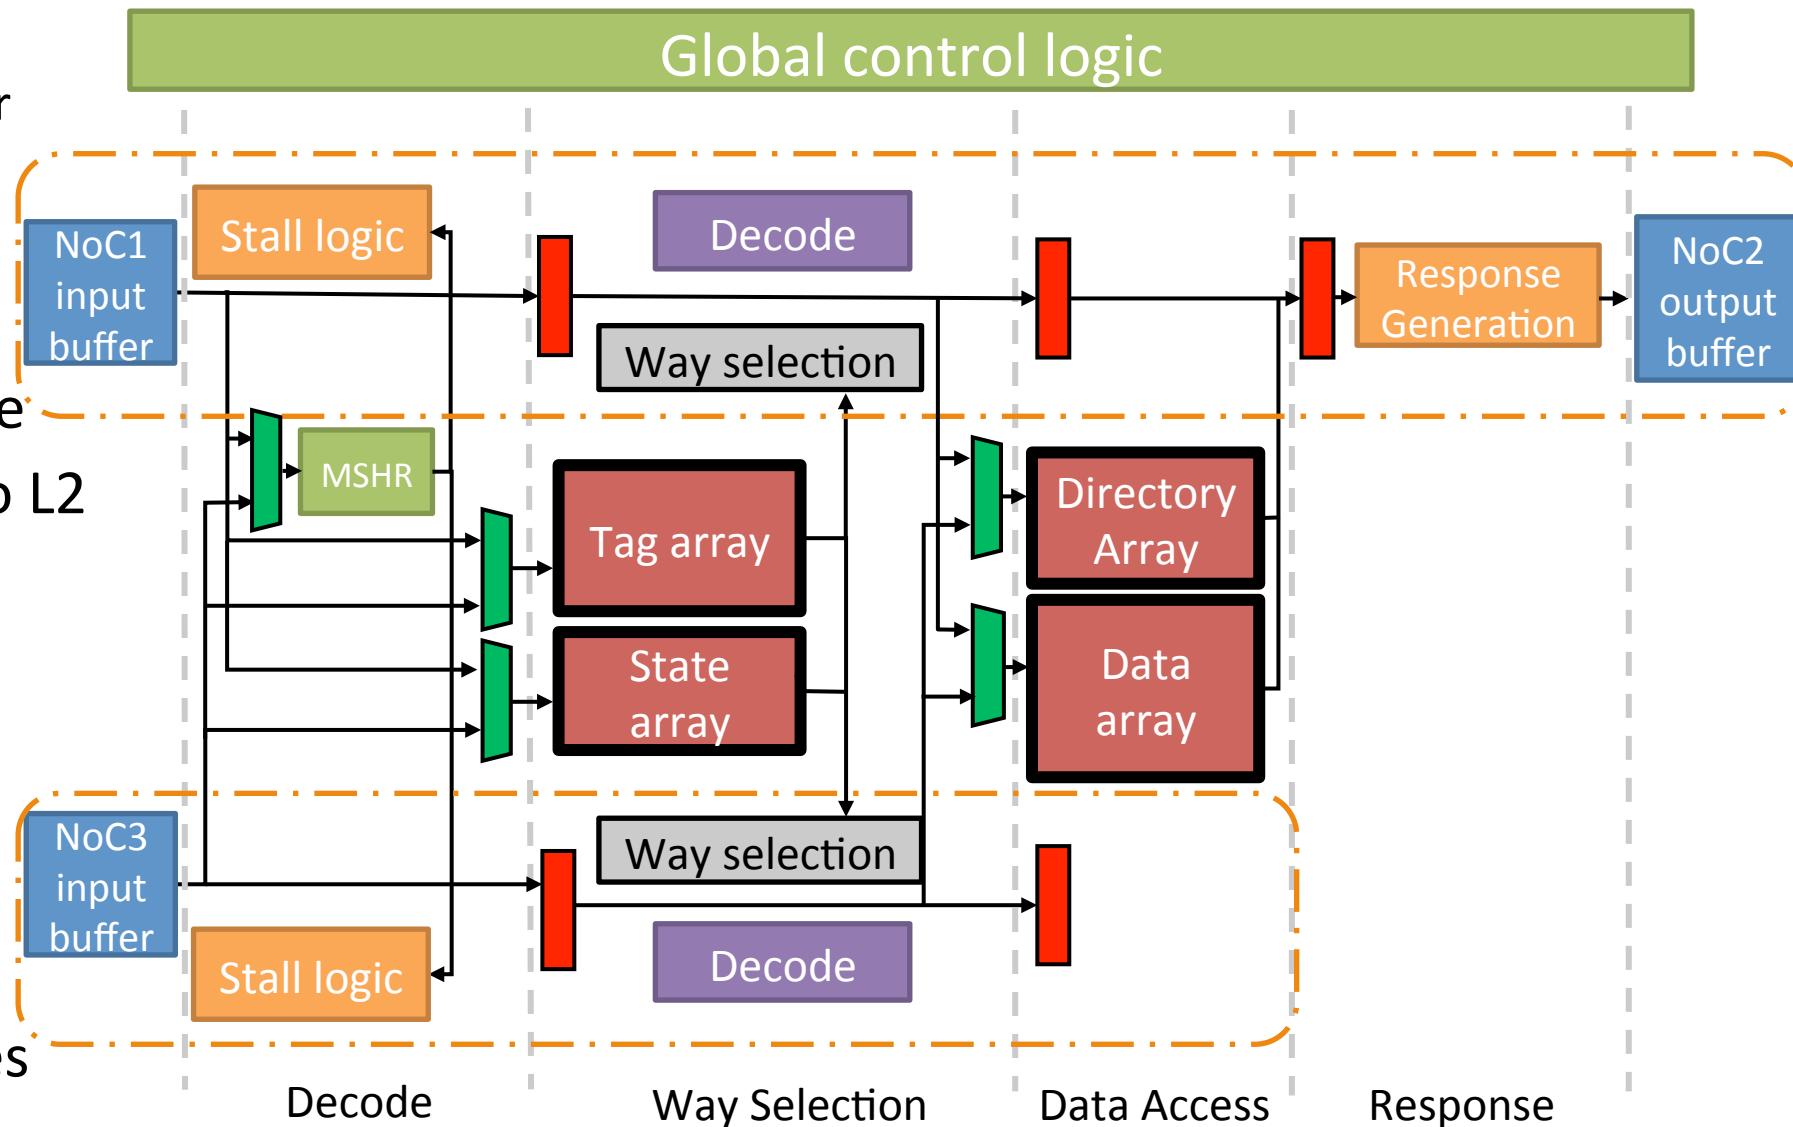 Global control logic
r
Stall logic
Decode
NoC1
input
buffer
Response
Generation
NoC2
output
buffer
Way selection
e
MSHR
o L2
Tag array
Directory
Array
State
array
Data
array
NoC3
input
buffer
Way selection
Stall logic
Decode
es
Decode
Way Selection
Data Access
Response